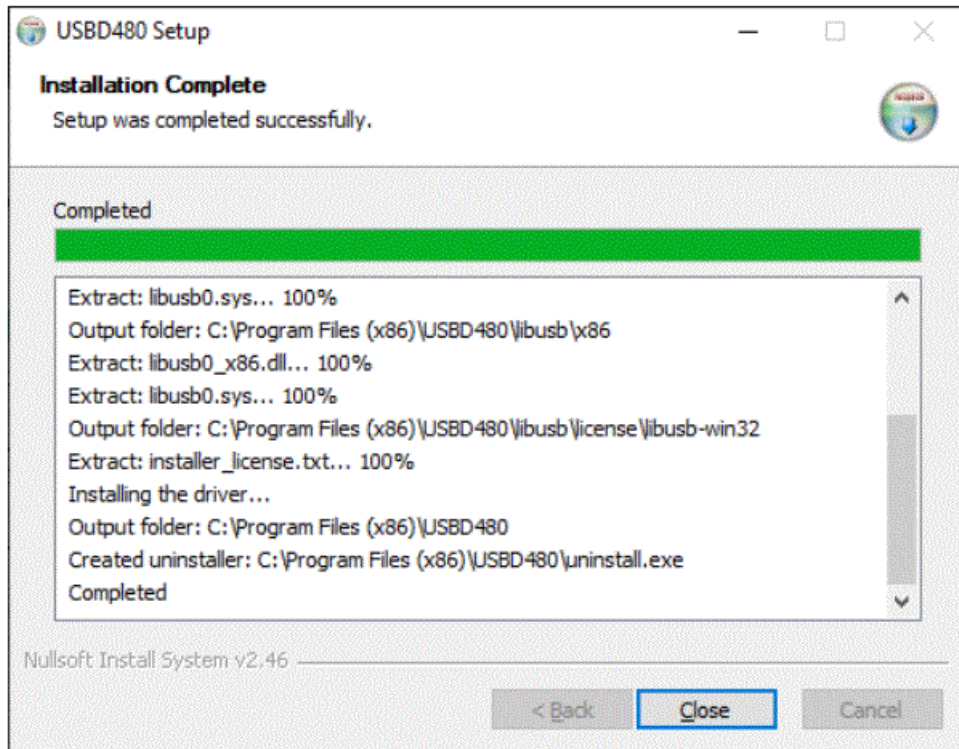 USBD480 Setup
Installation Complete
Setup was completed successfully.
Completed
Extract: libusb0.sys... 100%
Output folder: C:\Program Files (x86)\USBD480\libusb\x86
Extract: libusb0_x86.dll... 100%
Extract: libusb0.sys... 100%
Output folder: C:\Program Files (x86)\USBD480\libusb\license\libusb-win32
Extract: installer_license.txt... 100%
Installing the driver...
Output folder: C:\Program Files (x86)\USBD480
Created uninstaller: C:\Program Files (x86)\USBD480\uninstall.exe
Completed
Nullsoft Install System v2.46
< Back Close Cancel